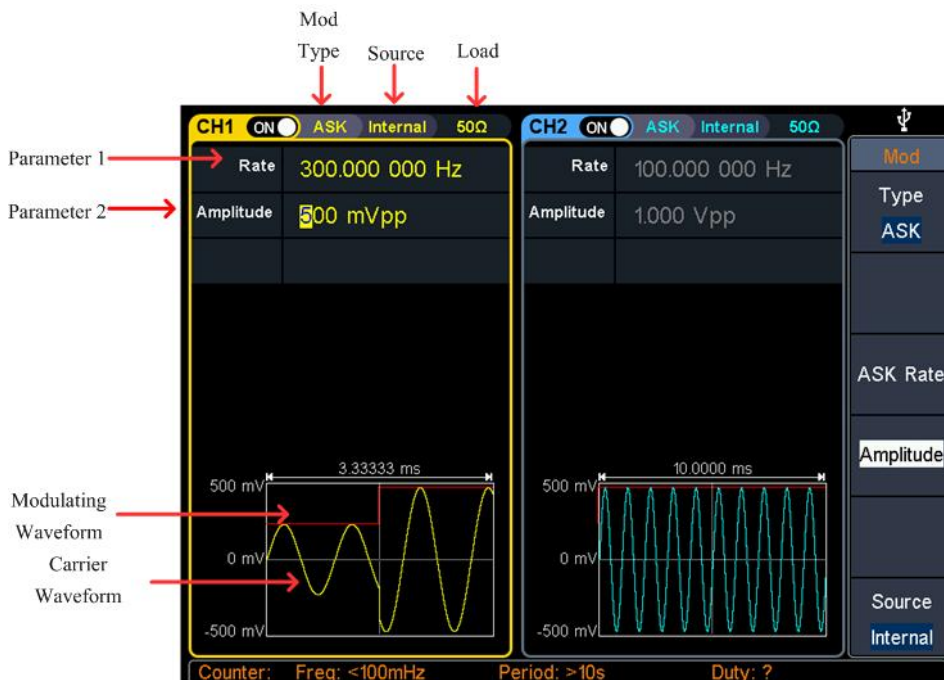 Mod
Type
Source
Load
CH1 ON ASK Internal 50Ω
CH2 ON ASK Internal 50Ω
Parameter 1
Rate 300.000 000 Hz
Rate 100.000 000 Hz
Mod
Parameter 2
Amplitude 500 mVpp
Amplitude 1.000 Vpp
Type
ASK
ASK Rate
Amplitude
3.33333 ms
10.0000 ms
500 mV
500 mV
Modulating
Waveform
0 mV
0 mV
Carrier
Waveform
-500 mV
-500 mV
Source
Internal
Counter: Freq: <100mHz Period: >10s Duty: ?